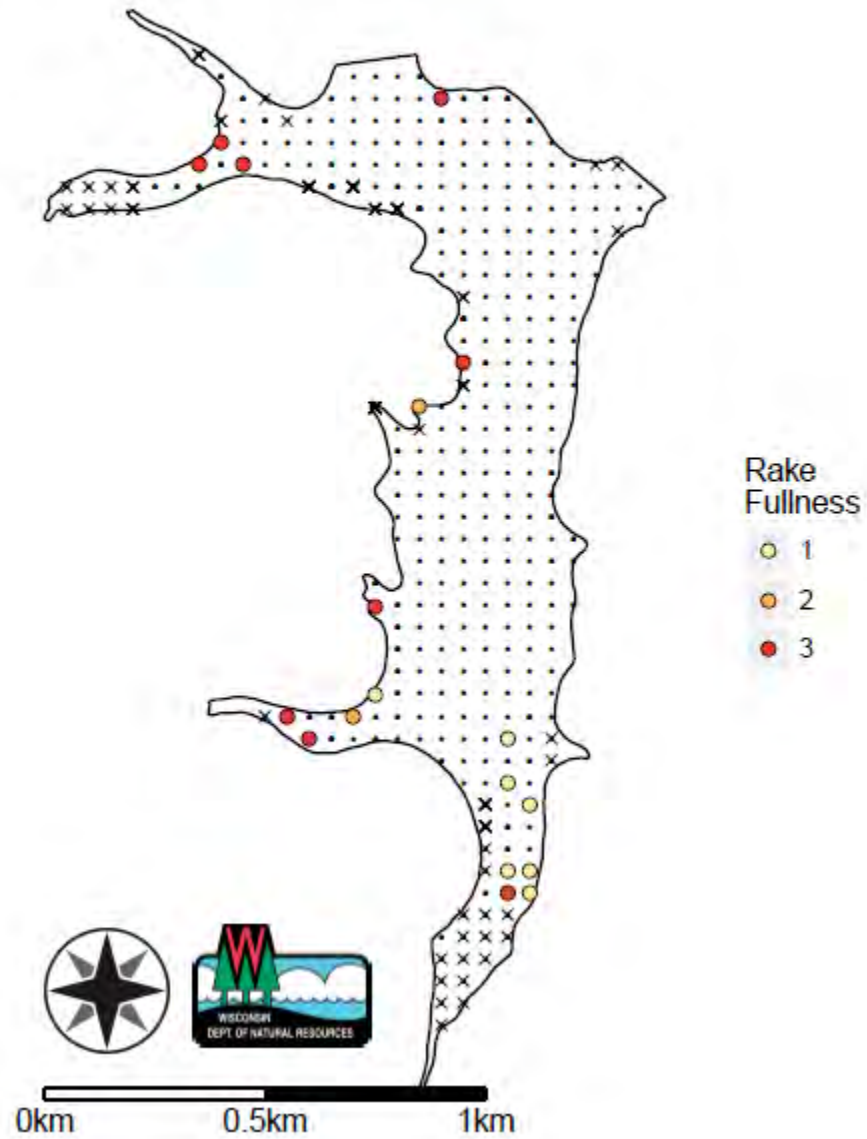 Rake
Fullness
1
2
3
W
WISCONSIN
DEPT. OF NATURAL RESOURCES
0km 0.5km 1km